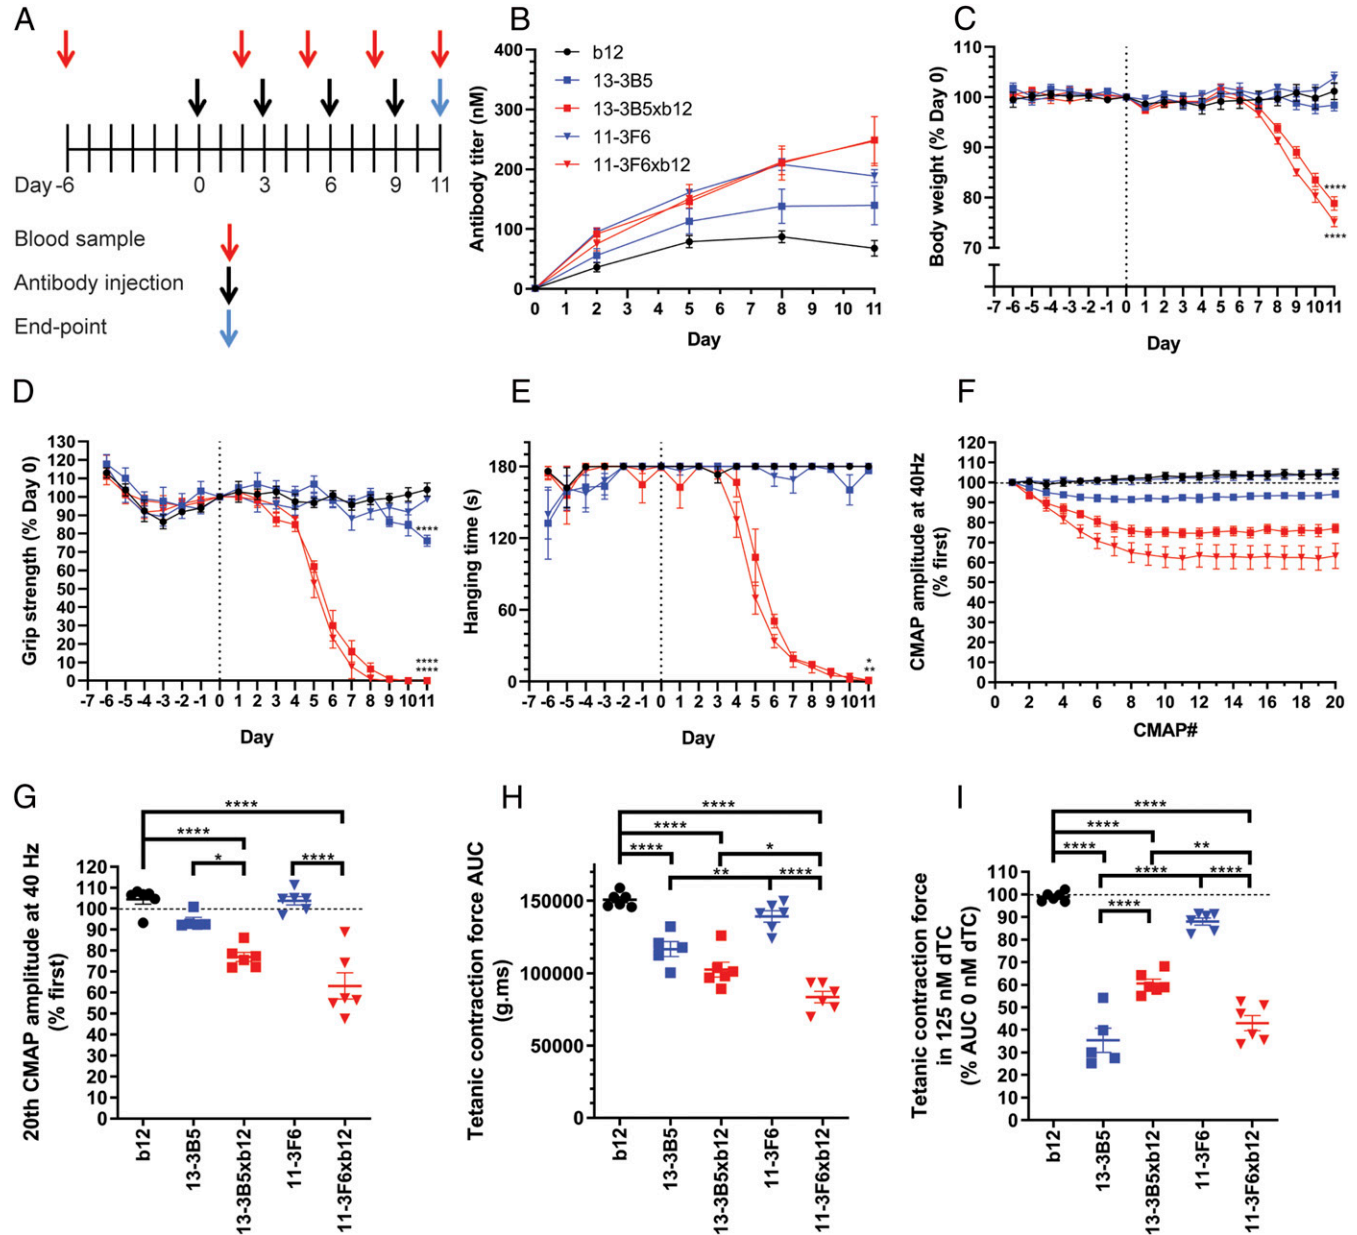 A
Day -6 0 3 6 9 11
Blood sample
Antibody injection
End-point
B
400
300
200
100
0
Antibody titer (nM)
b12
13-3B5
13-3B5xb12
11-3F6
11-3F6xb12
0 1 2 3 4 5 6 7 8 9 10 11
Day
C
110
100
90
80
70
Body weight (% Day 0)
****
****
-7 -6 -5 -4 -3 -2 -1 0 1 2 3 4 5 6 7 8 9 10 11
Day
D
130
120
110
100
90
80
70
60
50
40
30
20
10
0
Grip strength (% Day 0)
****
****
****
-7 -6 -5 -4 -3 -2 -1 0 1 2 3 4 5 6 7 8 9 10 11
Day
E
180
120
60
0
Hanging time (s)
*
**
-7 -6 -5 -4 -3 -2 -1 0 1 2 3 4 5 6 7 8 9 10 11
Day
F
120
110
100
90
80
70
60
50
40
30
20
10
0
CMAP amplitude at 40Hz
(% first)
0 2 4 6 8 10 12 14 16 18 20
CMAP#
G
****
****
* ****
120
110
100
90
80
70
60
50
40
30
20
10
0
20th CMAP amplitude at 40 Hz
(% first)
b12
13-3B5
13-3B5xb12
11-3F6
11-3F6xb12
H
****
****
**** *
** ****
150000
100000
50000
0
Tetanic contraction force AUC
(g.ms)
b12
13-3B5
13-3B5xb12
11-3F6
11-3F6xb12
I
****
****
**** **
**** ****
****
110
100
90
80
70
60
50
40
30
20
10
0
Tetanic contraction force
in 125 nM dTC
(% AUC 0 nM dTC)
b12
13-3B5
13-3B5xb12
11-3F6
11-3F6xb12